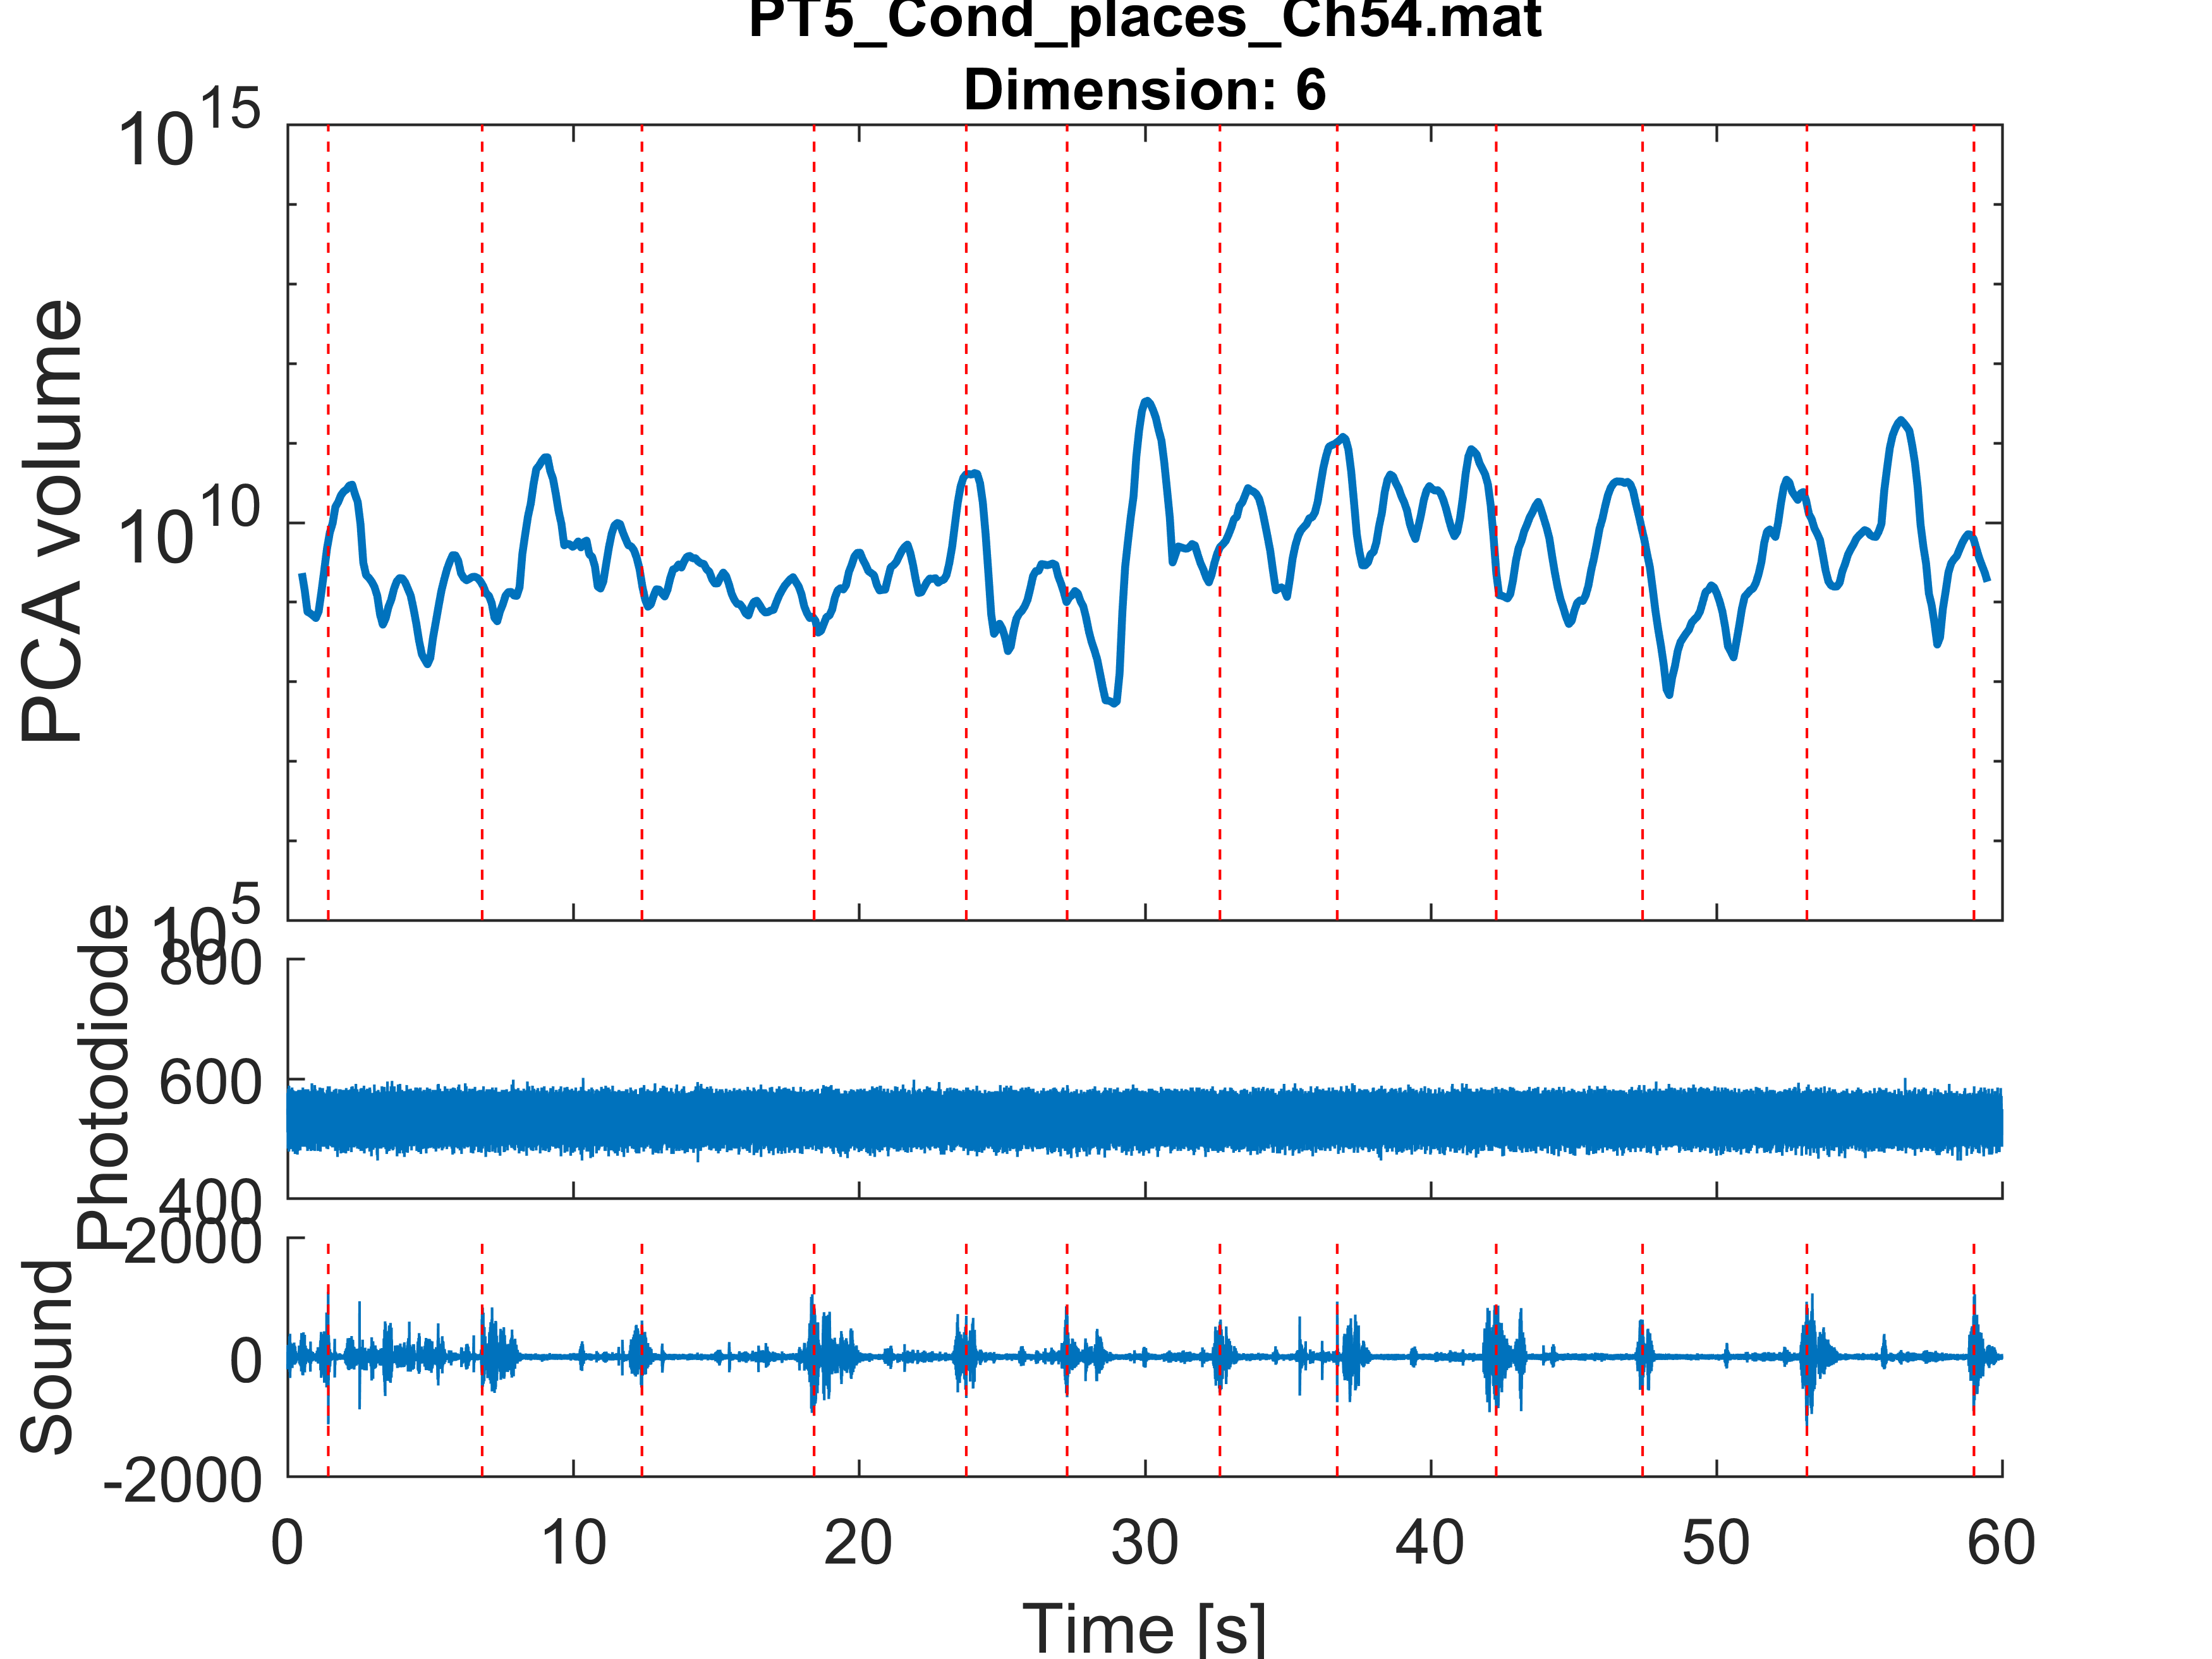 PT5_Cond_places_Ch54.mat
Dimension: 6
10^15
10^10
10^5
PCA volume
800
600
400
Photodiode
2000
0
-2000
Sound
0 10 20 30 40 50 60
Time [s]